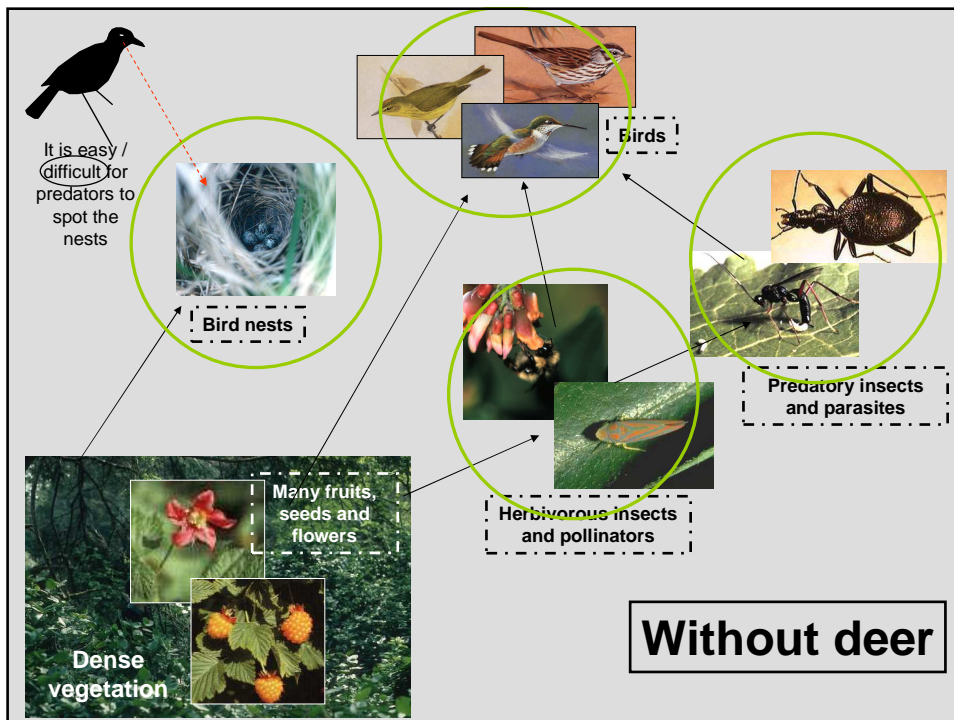 It is easy /
difficult for
predators to
spot the
nests
Birds
Bird nests
Predatory insects
and parasites
Many fruits,
seeds and
flowers
Herbivorous insects
and pollinators
Dense
vegetation
Without deer